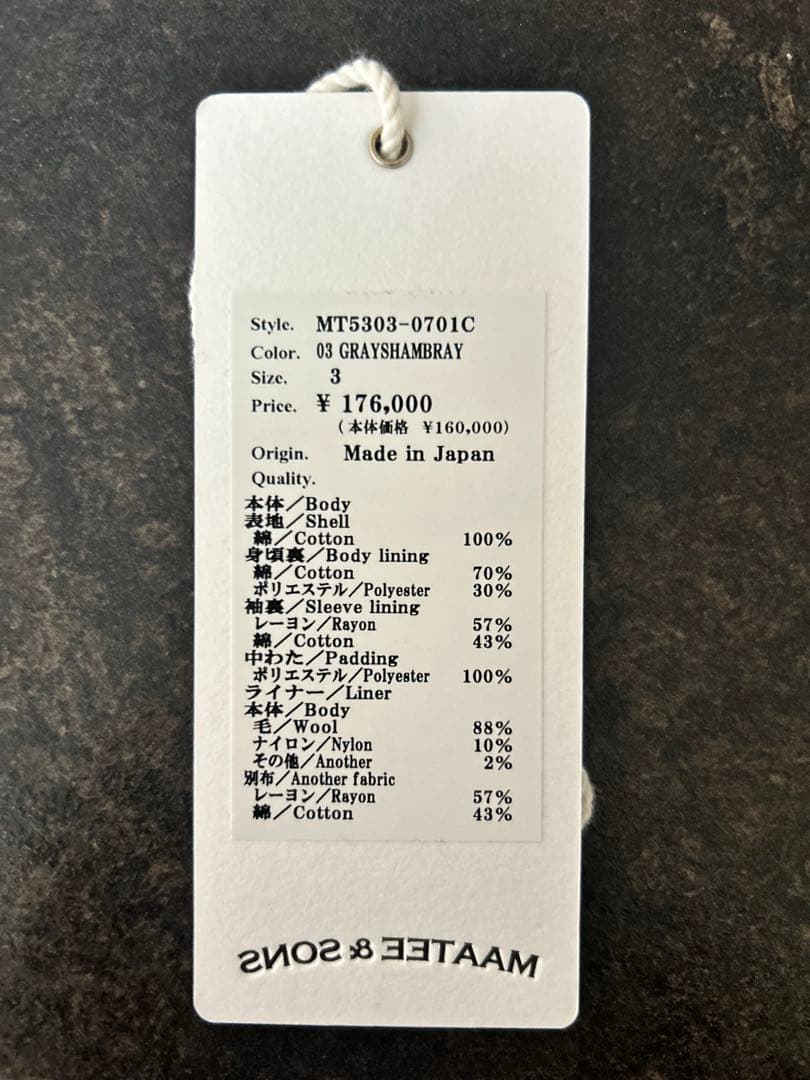 Style. MT5303-0701C
Color. 03 GRAYSHAMBRAY
Size. 3
Price. ¥ 176,000
(本体価格 ¥160,000)
Origin. Made in Japan
Quality.
本体/Body
表地/Shell
綿/Cotton 100%
身頃裏/Body lining
綿/Cotton 70%
ポリエステル/Polyester 30%
袖裏/Sleeve lining
レーヨン/Rayon 57%
綿/Cotton 43%
中わた/Padding
ポリエステル/Polyester 100%
ライナー/Liner
本体/Body
毛/Wool 88%
ナイロン/Nylon 10%
その他/Another 2%
別布/Another fabric
レーヨン/Rayon 57%
綿/Cotton 43%
MAATEE & SONS